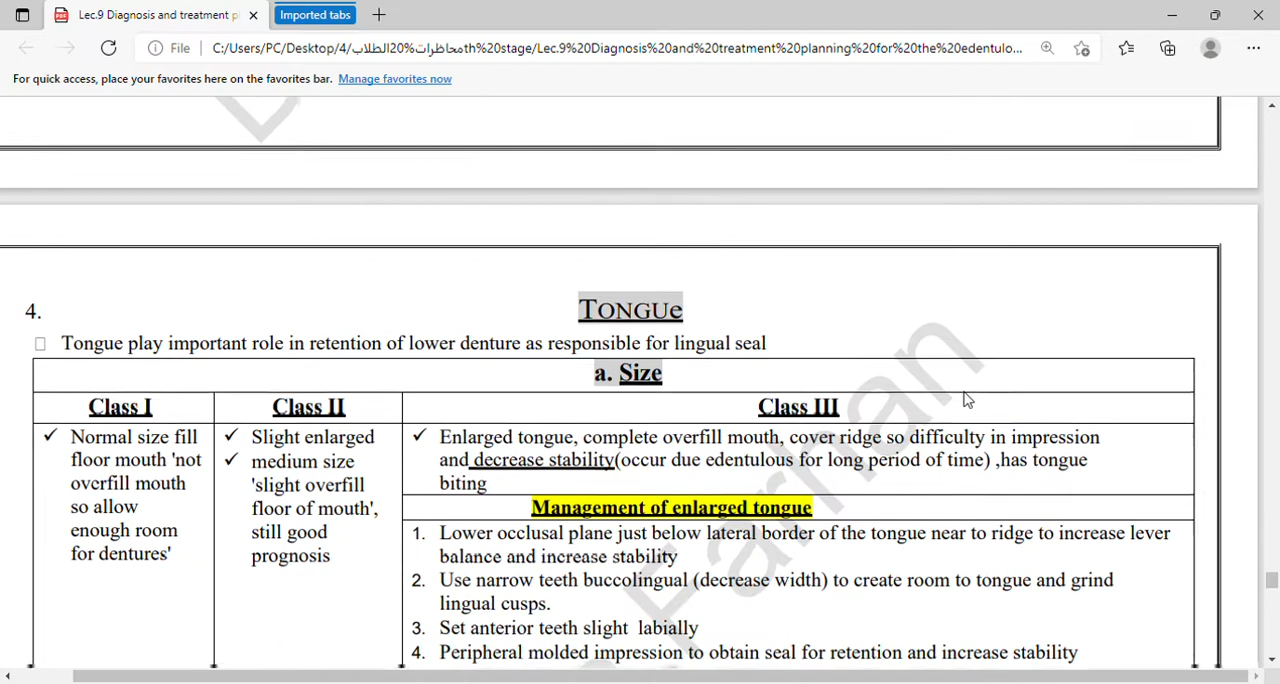 Lec.9 Diagnosis and treatment p
Imported tabs
File
C:/Users/PC/Desktop/4/محاظرات%20الطلاب/th%20stage/Lec.9%20Diagnosis%20and%20treatment%20planning%20for%20the%20edentulo...
For quick access, place your favorites here on the favorites bar. Manage favorites now
4. TONGUe
Tongue play important role in retention of lower denture as responsible for lingual seal
a. Size
Class I Class II Class III
✓ Normal size fill
floor mouth 'not
overfill mouth
so allow
enough room
for dentures'
✓ Slight enlarged
✓ medium size
'slight overfill
floor of mouth',
still good
prognosis
✓ Enlarged tongue, complete overfill mouth, cover ridge so difficulty in impression
and decrease stability(occur due edentulous for long period of time) ,has tongue
biting
Management of enlarged tongue
1. Lower occlusal plane just below lateral border of the tongue near to ridge to increase lever
balance and increase stability
2. Use narrow teeth buccolingual (decrease width) to create room to tongue and grind
lingual cusps.
3. Set anterior teeth slight labially
4. Peripheral molded impression to obtain seal for retention and increase stability
Farhan